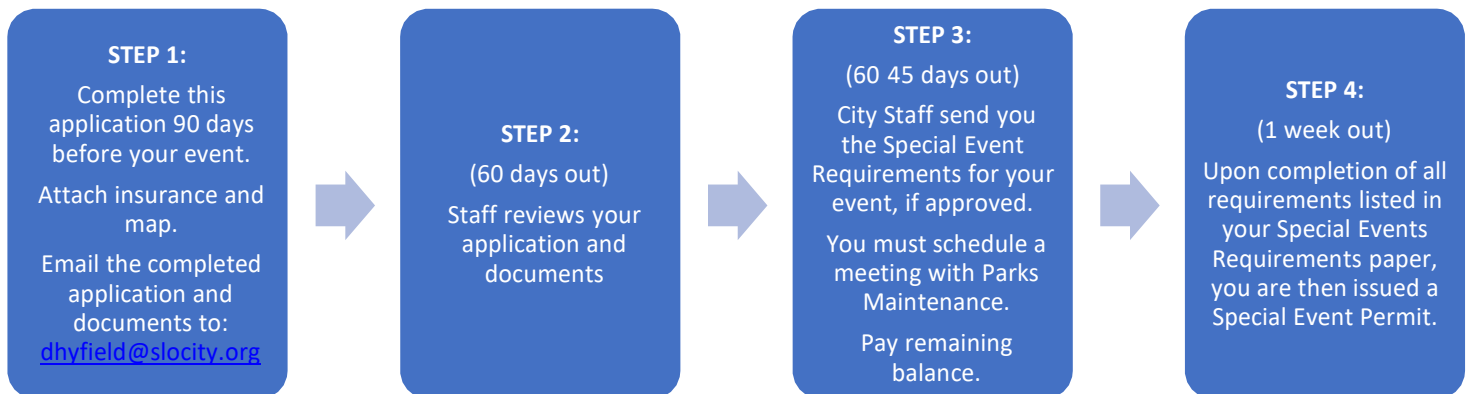 STEP 1:
Complete this
application 90 days
before your event.
Attach insurance and
map.
Email the completed
application and
documents to:
dhyfield@slocity.org
STEP 2:
(60 days out)
Staff reviews your
application and
documents
STEP 3:
(60 45 days out)
City Staff send you
the Special Event
Requirements for your
event, if approved.
You must schedule a
meeting with Parks
Maintenance.
Pay remaining
balance.
STEP 4:
(1 week out)
Upon completion of all
requirements listed in
your Special Events
Requirements paper,
you are then issued a
Special Event Permit.